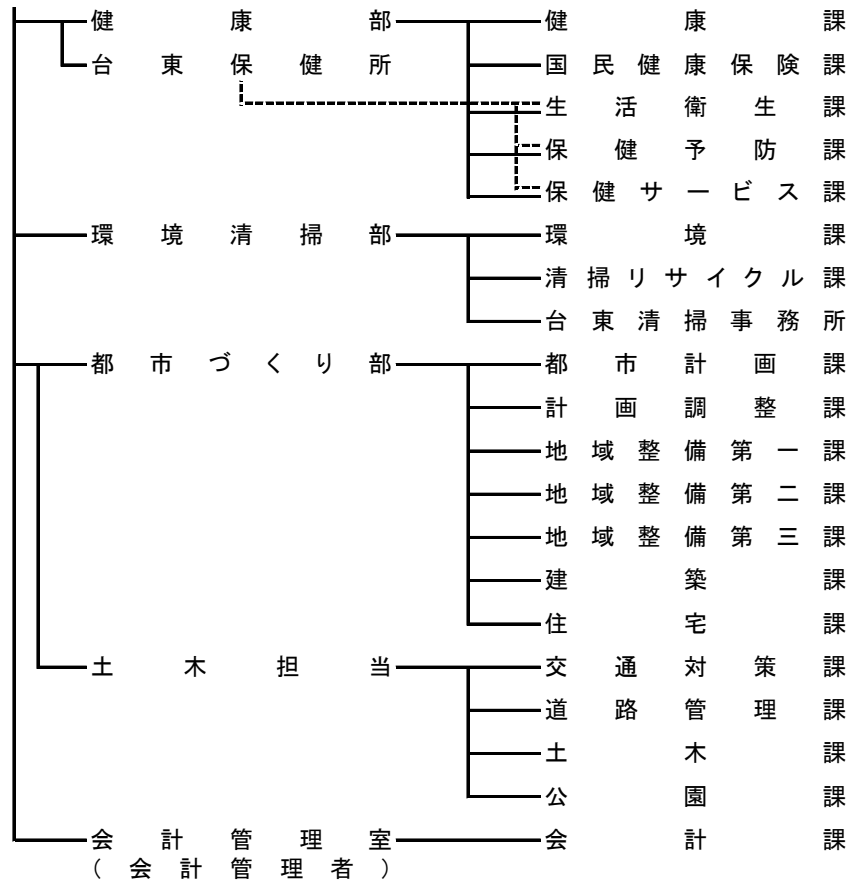 健康部 健康課
台東保健所 国民健康保険課
生活衛生課
保健予防課
保健サービス課
環境清掃部 環境課
清掃リサイクル課
台東清掃事務所
都市づくり部 都市計画課
計画調整課
地域整備第一課
地域整備第二課
地域整備第三課
建築課
住宅課
土木担当 交通対策課
道路管理課
土木課
公園課
会計管理室 会計課
(会計管理者)